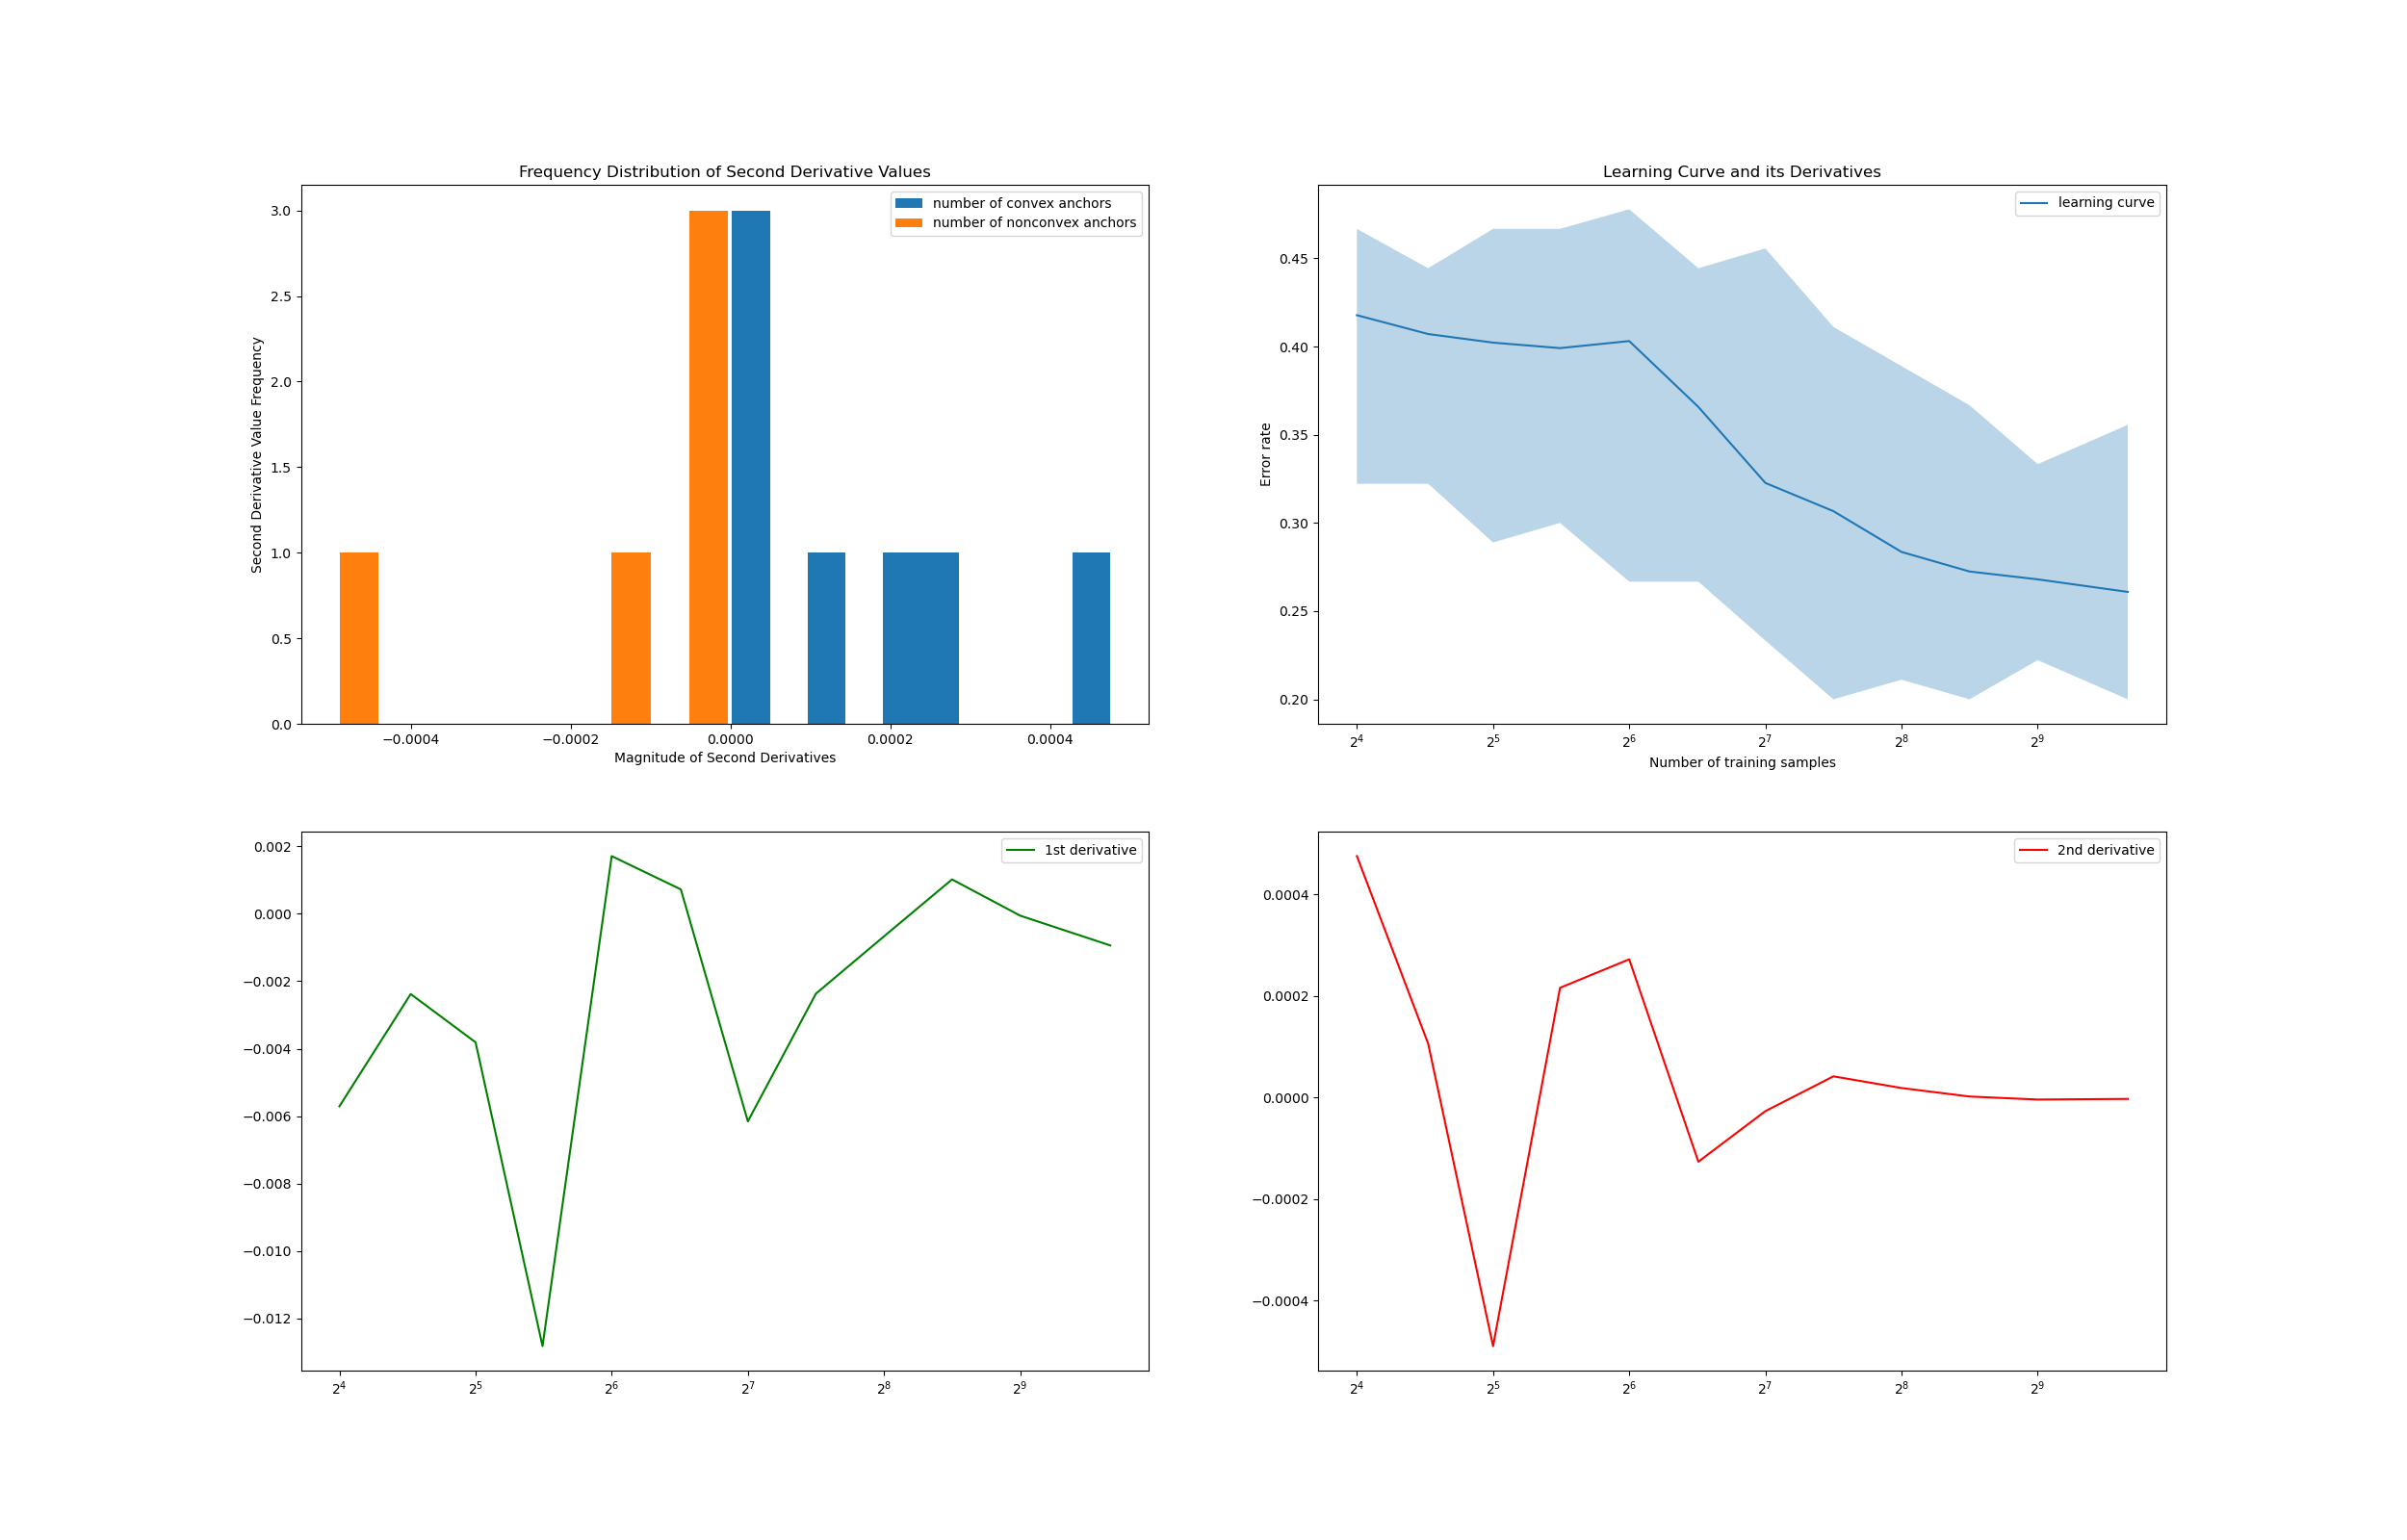 Frequency Distribution of Second Derivative Values
number of convex anchors
number of nonconvex anchors
Second Derivative Value Frequency
3.0
2.5
2.0
1.5
1.0
0.5
0.0
−0.0004 −0.0002 0.0000 0.0002 0.0004
Magnitude of Second Derivatives
Learning Curve and its Derivatives
learning curve
Error rate
0.45
0.40
0.35
0.30
0.25
0.20
2⁴ 2⁵ 2⁶ 2⁷ 2⁸ 2⁹
Number of training samples
1st derivative
0.002
0.000
−0.002
−0.004
−0.006
−0.008
−0.010
−0.012
2⁴ 2⁵ 2⁶ 2⁷ 2⁸ 2⁹
2nd derivative
0.0004
0.0002
0.0000
−0.0002
−0.0004
2⁴ 2⁵ 2⁶ 2⁷ 2⁸ 2⁹